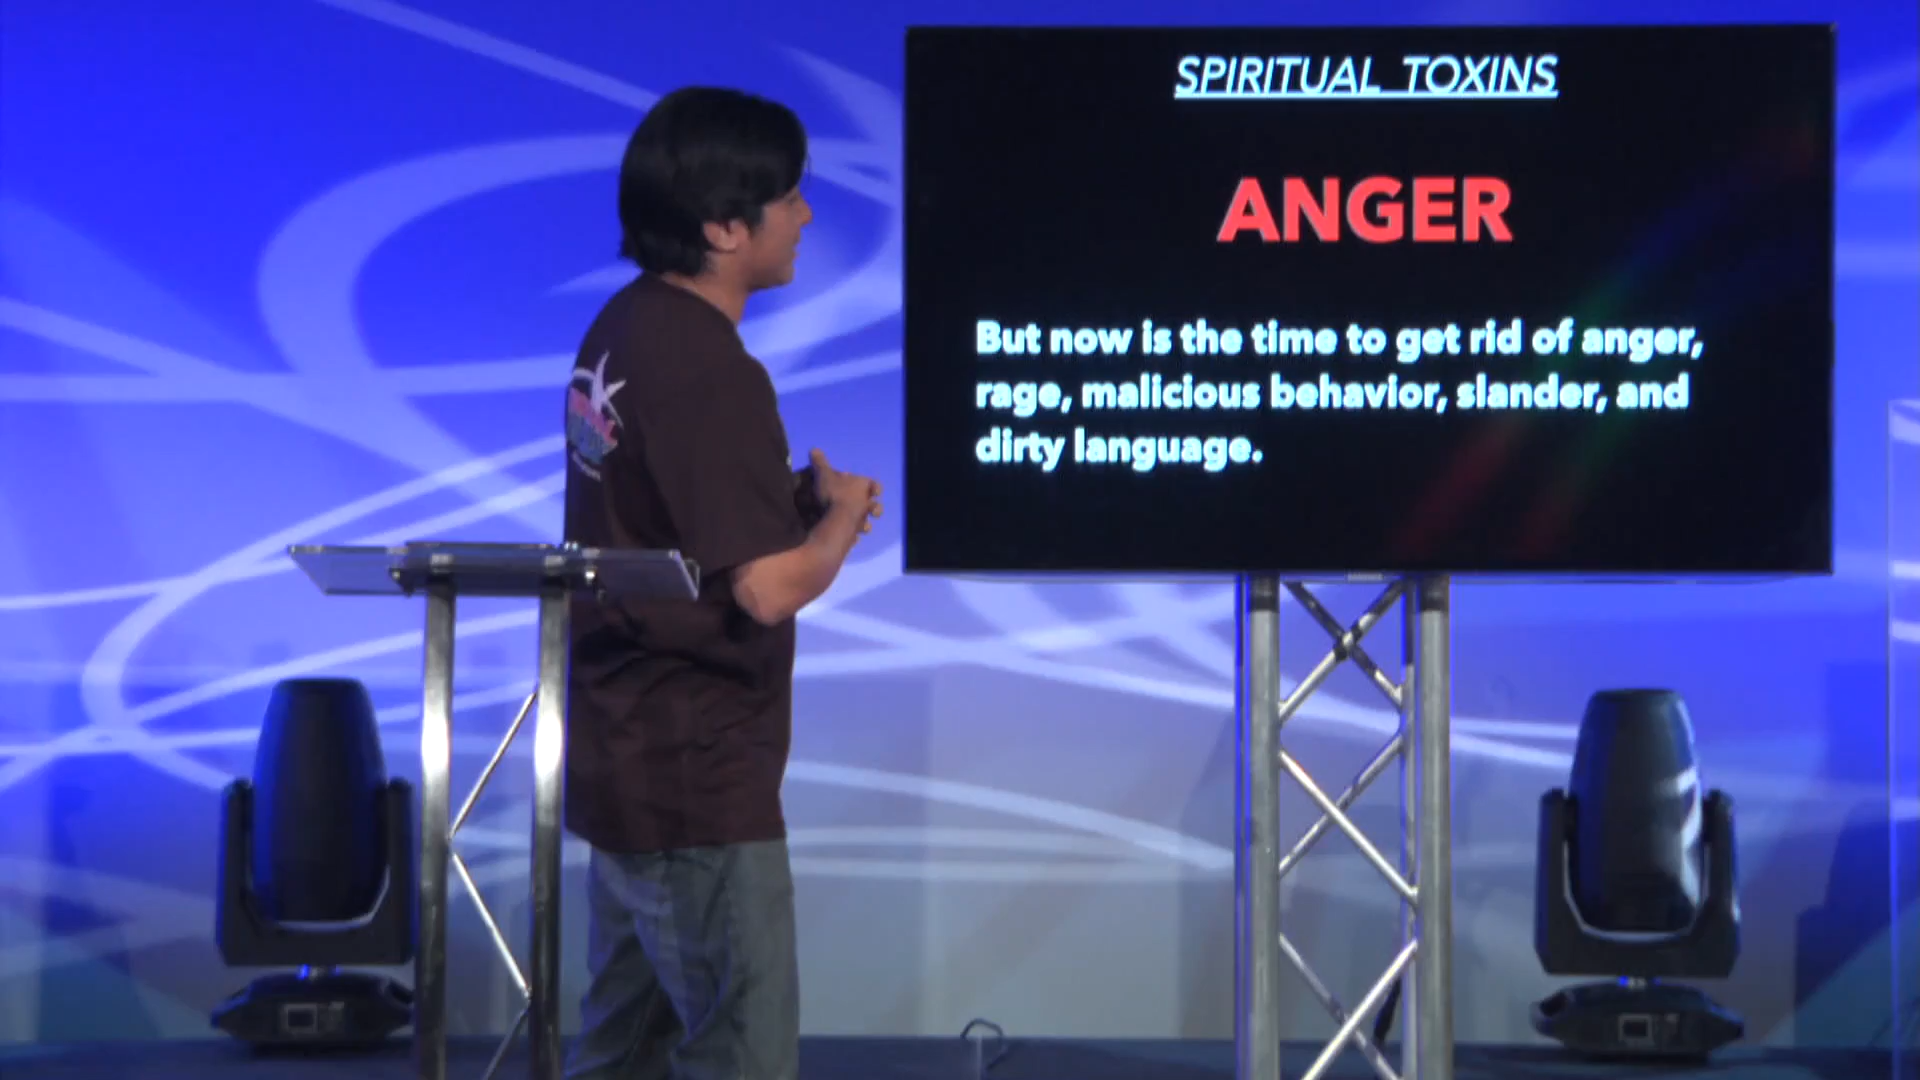 SPIRITUAL TOXINS
ANGER
But now is the time to get rid of anger,
rage, malicious behavior, slander, and
dirty language.